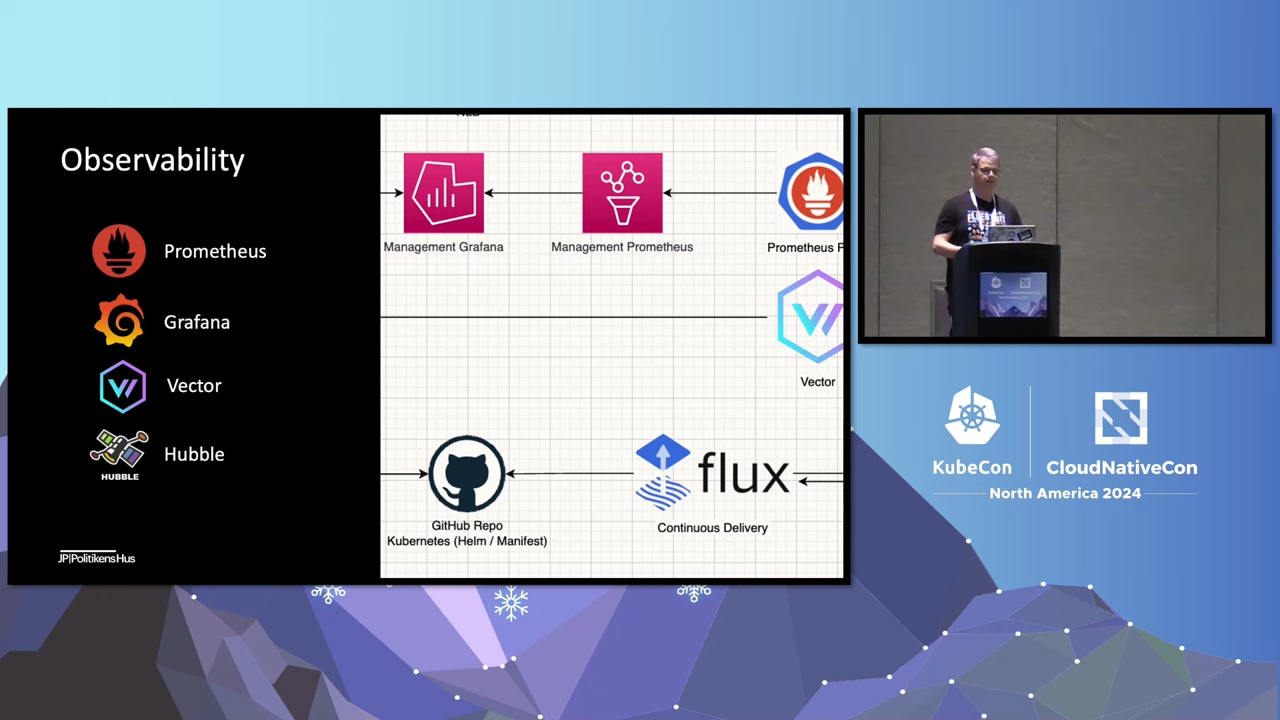 Observability
Prometheus
Grafana
Vector
HUBBLE
Hubble
JP|PolitikensHus
Management Grafana
Management Prometheus
Prometheus
Vector
flux
GitHub Repo
Kubernetes (Helm / Manifest)
Continuous Delivery
KubeCon
CloudNativeCon
North America 2024